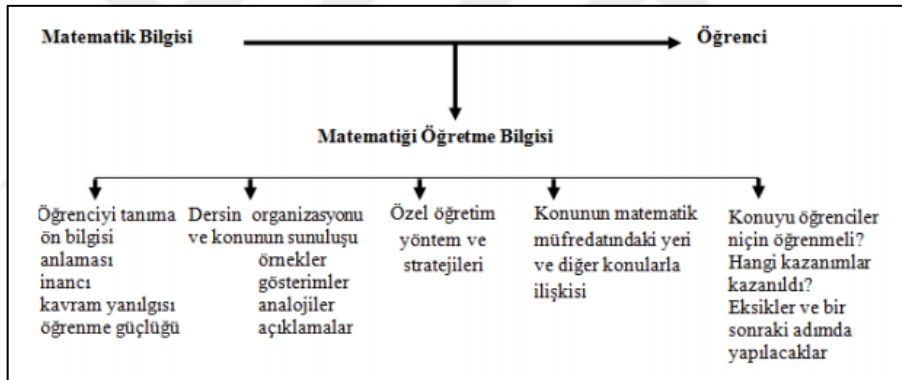 Matematik Bilgisi
Öğrenci
Matematiği Öğretme Bilgisi
Öğrenciyi tanıma
ön bilgisi
anlaması
inancı
kavram yanılgısı
öğrenme güçlüğü
Dersin organizasyonu
ve konunun sunuluşu
örnekler
gösterimler
analojiler
açıklamalar
Özel öğretim
yöntem ve
stratejileri
Konunun matematik
müfredatındaki yeri
ve diğer konularla
ilişkisi
Konuyu öğrenciler
niçin öğrenmeli?
Hangi kazanımlar
kazanıldı?
Eksikler ve bir
sonraki adımda
yapılacaklar